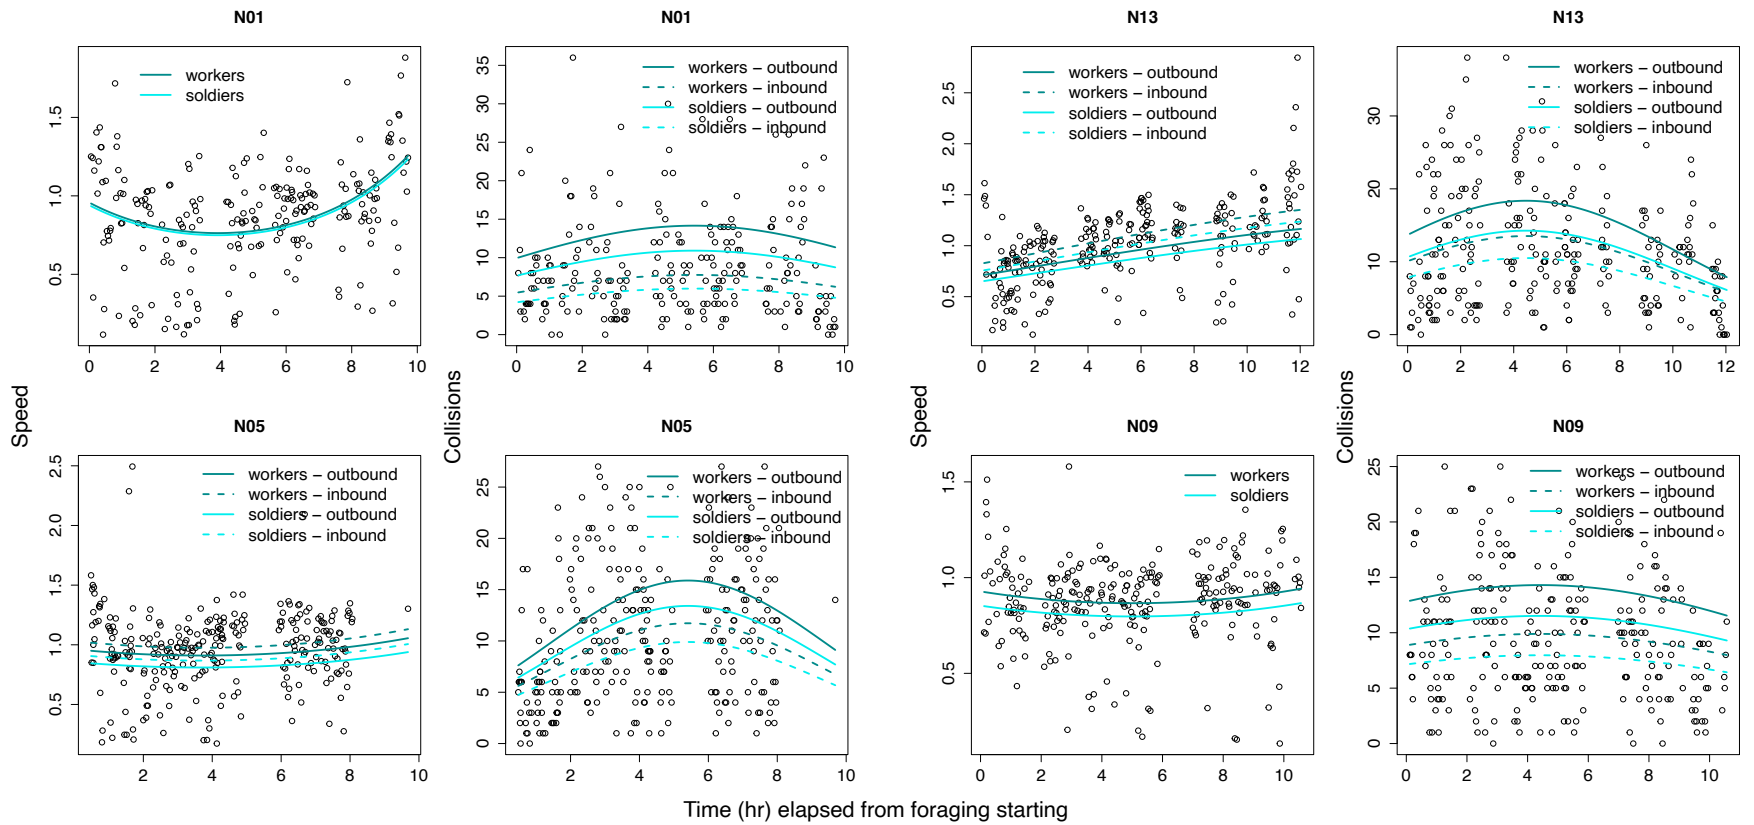 N01
N01
N13
N13
workers
soldiers
workers – outbound
workers – inbound
soldiers – outbound
soldiers – inbound
workers – outbound
workers – inbound
soldiers – outbound
soldiers – inbound
workers – outbound
workers – inbound
soldiers – outbound
soldiers – inbound
0.5 1.0 1.5
0 2 4 6 8 10
0 5 10 15 20 25 30 35
0 2 4 6 8 10
0.5 1.0 1.5 2.0 2.5
0 2 4 6 8 10 12
0 10 20 30
0 2 4 6 8 10 12
Speed
Collisions
Speed
Collisions
N05
N05
N09
N09
workers – outbound
workers – inbound
soldiers – outbound
soldiers – inbound
workers – outbound
workers – inbound
soldiers – outbound
soldiers – inbound
workers
soldiers
workers – outbound
workers – inbound
soldiers – outbound
soldiers – inbound
0.5 1.0 1.5 2.0 2.5
2 4 6 8 10
0 5 10 15 20 25
2 4 6 8 10
0.5 1.0 1.5
0 2 4 6 8 10
0 5 10 15 20 25
0 2 4 6 8 10
Time (hr) elapsed from foraging starting